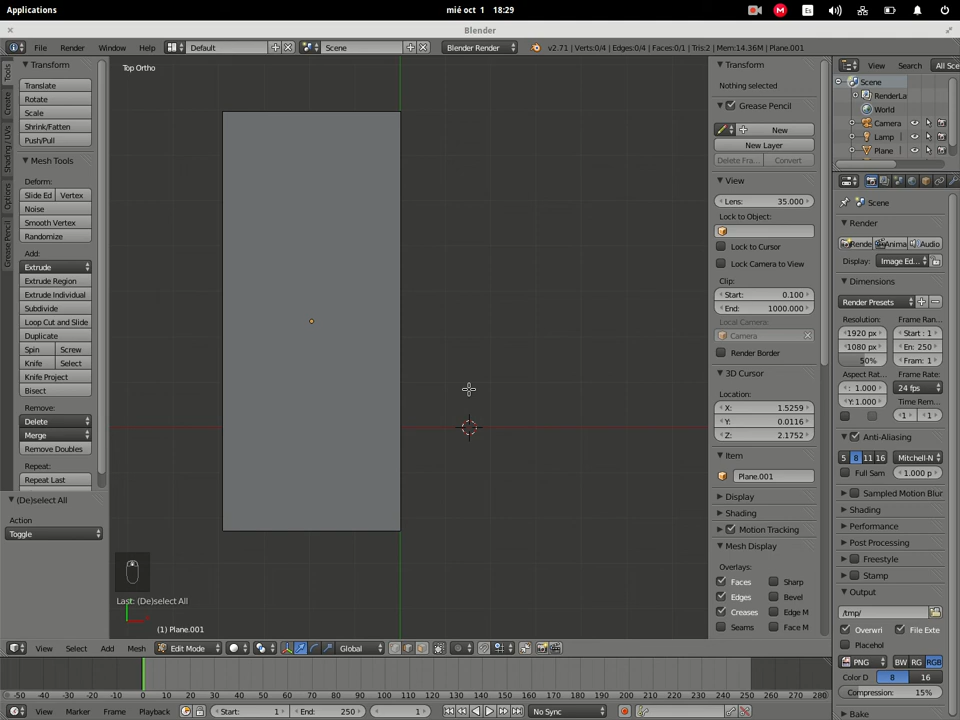 Applications
mié oct 1 18:29
Es
Blender
File Render Window Help
Default
Scene
Blender Render
v2.71 | Verts:0/4 | Edges:0/4 | Faces:0/1 | Tris:2 | Mem:14.36M | Plane.001
Tools
Create
Shading / UVs
Options
Grease Pencil
Transform
Translate
Rotate
Scale
Shrink/Fatten
Push/Pull
Mesh Tools
Deform:
Slide Ed Vertex
Noise
Smooth Vertex
Randomize
Add:
Extrude
Extrude Region
Extrude Individual
Subdivide
Loop Cut and Slide
Duplicate
Spin Screw
Knife Select
Knife Project
Bisect
Remove:
Delete
Merge
Remove Doubles
Repeat:
Repeat Last
(De)select All
Action
Toggle
Top Ortho
Last: (De)select All
(1) Plane.001
Transform
Nothing selected
Grease Pencil
New
New Layer
Delete Fra... Convert
View
Lens: 35.000
Lock to Object:
Lock to Cursor
Lock Camera to View
Clip:
Start: 0.100
End: 1000.000
Local Camera:
Camera
Render Border
3D Cursor
Location:
X: 1.5259
Y: 0.0116
Z: 2.1752
Item
Plane.001
Display
Shading
Motion Tracking
Mesh Display
Overlays:
Faces Sharp
Edges Bevel
Creases Edge M
Seams Face M
View Search All Sce
Scene
RenderLa
World
Camera
Lamp
Plane
Scene
Render
Rende Anima Audio
Display: Image Ed...
Dimensions
Render Presets
Resolution: Frame Ran...
1920 px Start : 1
1080 px En: 250
50% Fram: 1
Aspect Rat... Frame Rate:
: 1.000 24 fps
Y: 1.000 Time Rem...
1 1
Anti-Aliasing
5 8 11 16 Mitchell-N
Full Sam 1.000 p
Sampled Motion Blur
Shading
Performance
Post Processing
Freestyle
Stamp
Output
/tmp/
Overwri File Exte
Placehol
PNG BW RG RGB
Color D 8 16
Compression: 15%
Bake
View Select Add Mesh Edit Mode Global
-50 -40 -30 -20 -10 0 10 20 30 40 50 60 70 80 90 100 110 120 130 140 150 160 170 180 190 200 210 220 230 240 250 260 270 280
View Marker Frame Playback Start: 1 End: 250 1 No Sync